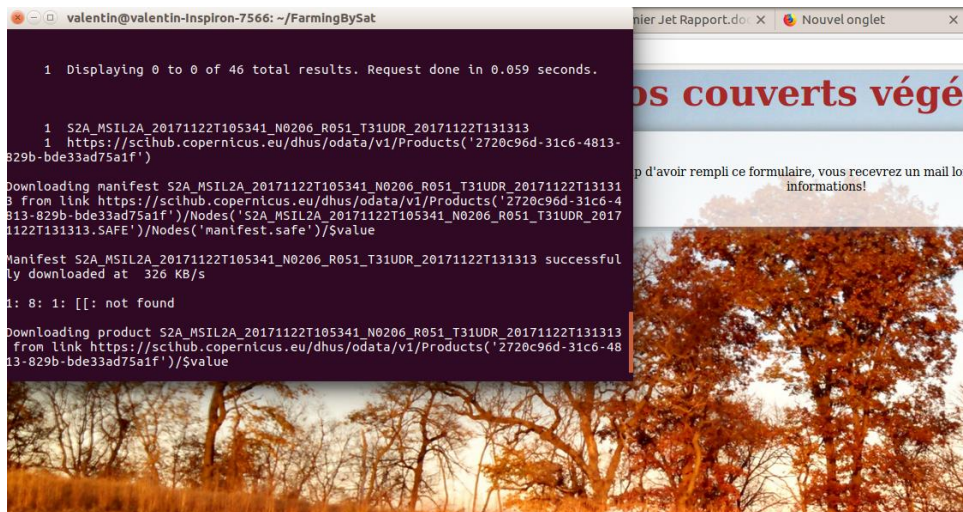 valentin@valentin-Inspiron-7566: ~/FarmingBySat
nier Jet Rapport.do
Nouvel onglet
1 Displaying 0 to 0 of 46 total results. Request done in 0.059 seconds.
1 S2A_MSIL2A_20171122T105341_N0206_R051_T31UDR_20171122T131313
1 https://scihub.copernicus.eu/dhus/odata/v1/Products('2720c96d-31c6-4813-
829b-bde33ad75a1f')
Downloading manifest S2A_MSIL2A_20171122T105341_N0206_R051_T31UDR_20171122T13131
3 from link https://scihub.copernicus.eu/dhus/odata/v1/Products('2720c96d-31c6-4
813-829b-bde33ad75a1f')/Nodes('S2A_MSIL2A_20171122T105341_N0206_R051_T31UDR_2017
1122T131313.SAFE')/Nodes('manifest.safe')/$value
Manifest S2A_MSIL2A_20171122T105341_N0206_R051_T31UDR_20171122T131313 successful
ly downloaded at 326 KB/s
1: 8: 1: [[: not found
Downloading product S2A_MSIL2A_20171122T105341_N0206_R051_T31UDR_20171122T131313
from link https://scihub.copernicus.eu/dhus/odata/v1/Products('2720c96d-31c6-48
13-829b-bde33ad75a1f')/$value
os couverts végé
p d'avoir rempli ce formulaire, vous recevrez un mail lo
informations!